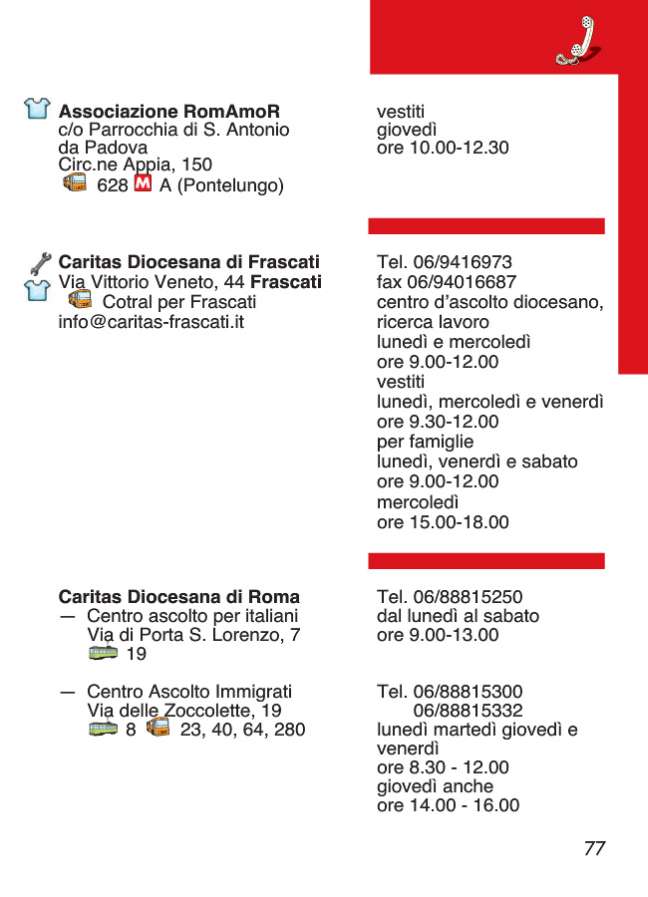 Associazione RomAmoR
c/o Parrocchia di S. Antonio
da Padova
Circ.ne Appia, 150
628 M A (Pontelungo)
vestiti
giovedì
ore 10.00-12.30
Caritas Diocesana di Frascati
Via Vittorio Veneto, 44 Frascati
Cotral per Frascati
info@caritas-frascati.it
Tel. 06/9416973
fax 06/94016687
centro d'ascolto diocesano,
ricerca lavoro
lunedì e mercoledì
ore 9.00-12.00
vestiti
lunedì, mercoledì e venerdì
ore 9.30-12.00
per famiglie
lunedì, venerdì e sabato
ore 9.00-12.00
mercoledì
ore 15.00-18.00
Caritas Diocesana di Roma
— Centro ascolto per italiani
Via di Porta S. Lorenzo, 7
19
Tel. 06/88815250
dal lunedì al sabato
ore 9.00-13.00
— Centro Ascolto Immigrati
Via delle Zoccolette, 19
8 23, 40, 64, 280
Tel. 06/88815300
06/88815332
lunedì martedì giovedì e
venerdì
ore 8.30 - 12.00
giovedì anche
ore 14.00 - 16.00
77